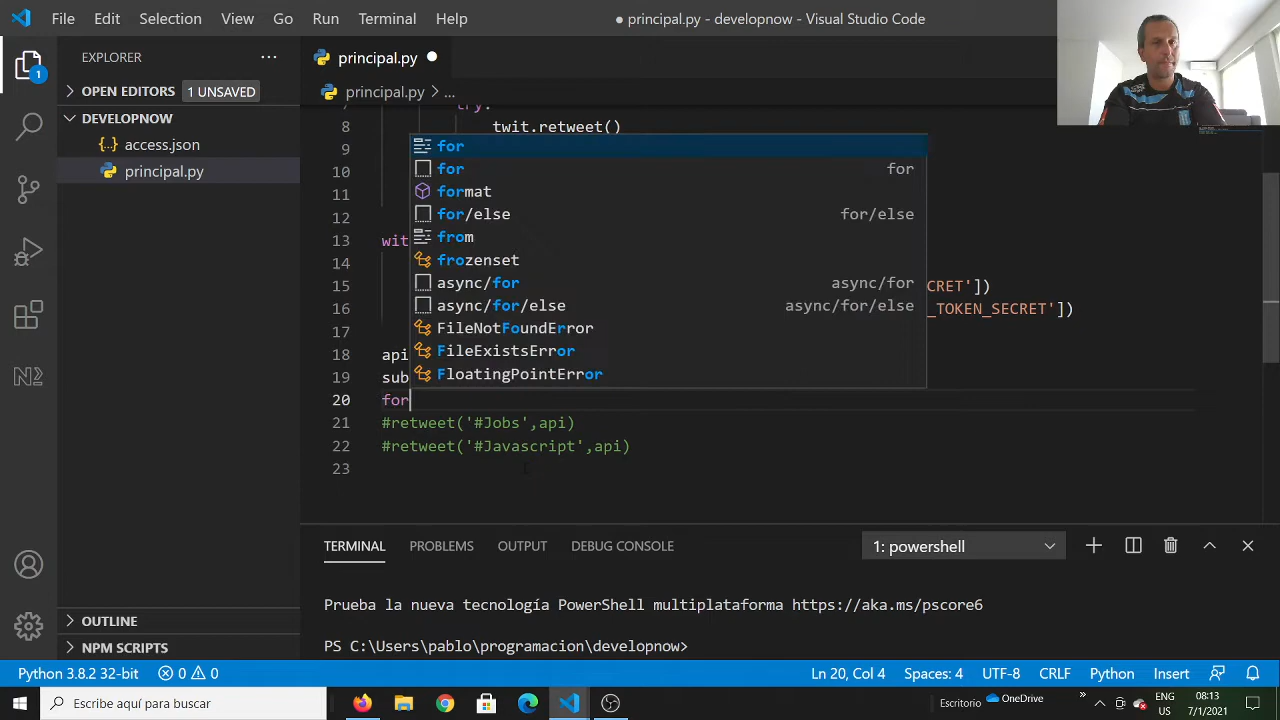 File Edit Selection View Go Run Terminal Help
● principal.py - developnow - Visual Studio Code
EXPLORER
OPEN EDITORS 1 UNSAVED
DEVELOPNOW
access.json
principal.py
OUTLINE
NPM SCRIPTS
1
principal.py ●
principal.py > ...
try:
8 twit.retweet()
9
10
11
12
13 wit
14
15 CRET'])
16 _TOKEN_SECRET'])
17
18 api
19 sub
20 for
21 #retweet('#Jobs',api)
22 #retweet('#Javascript',api)
23
for
for for
format
for/else for/else
from
frozenset
async/for async/for
async/for/else async/for/else
FileNotFoundError
FileExistsError
FloatingPointError
TERMINAL PROBLEMS OUTPUT DEBUG CONSOLE
1: powershell
Prueba la nueva tecnología PowerShell multiplataforma https://aka.ms/pscore6
PS C:\Users\pablo\programacion\developnow>
Python 3.8.2 32-bit 0 0 Ln 20, Col 4 Spaces: 4 UTF-8 CRLF Python Insert
Escribe aquí para buscar
Escritorio OneDrive
ENG 08:13
US 7/1/2021